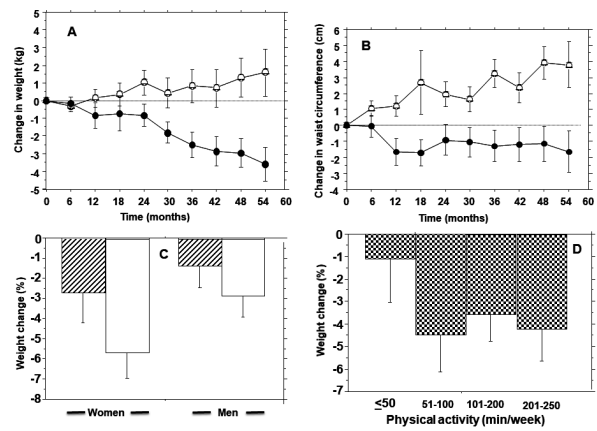 A
Change in weight (kg)
5
4
3
2
1
0
-1
-2
-3
-4
-5
0 6 12 18 24 30 36 42 48 54 60
Time (months)
B
Change in waist circumference (cm)
6
5
4
3
2
1
0
-1
-2
-3
-4
0 6 12 18 24 30 36 42 48 54 60
Time (months)
C
Weight change (%)
0
-1
-2
-3
-4
-5
-6
-7
-8
Women Men
D
Weight change (%)
0
-1
-2
-3
-4
-5
-6
-7
≤50 51-100 101-200 201-250
Physical activity (min/week)